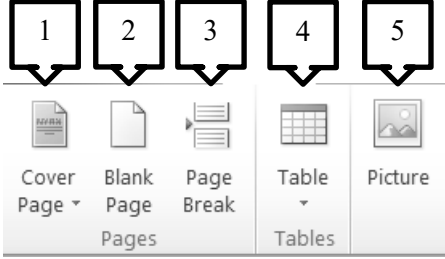 1 2 3 4 5
Cover Blank Page Table Picture
Page Page Break
Pages Tables